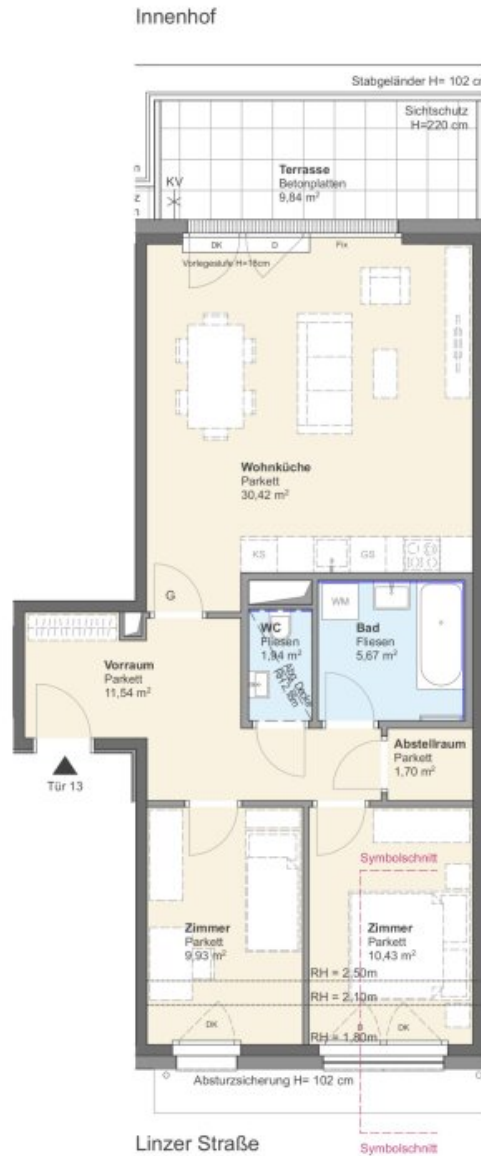 Innenhof
Stabgeländer H= 102 c
Sichtschutz
H=220 cm
Terrasse
Betonplatten
9,84 m²
KV
DK
D
Fix
Vorlegestufe H=18cm
Wohnküche
Parkett
30,42 m²
KS
GS
G
WM
WC
Fliesen
1,94 m²
Abg. Decke
Bad
Fliesen
5,67 m²
Vorraum
Parkett
11,54 m²
Tür 13
Abstellraum
Parkett
1,70 m²
Symbolschnitt
Zimmer
Parkett
9,93 m²
Zimmer
Parkett
10,43 m²
RH = 2,50m
RH = 2,10m
RH = 1,80m
DK
D
DK
Absturzsicherung H= 102 cm
Linzer Straße
Symbolschnitt